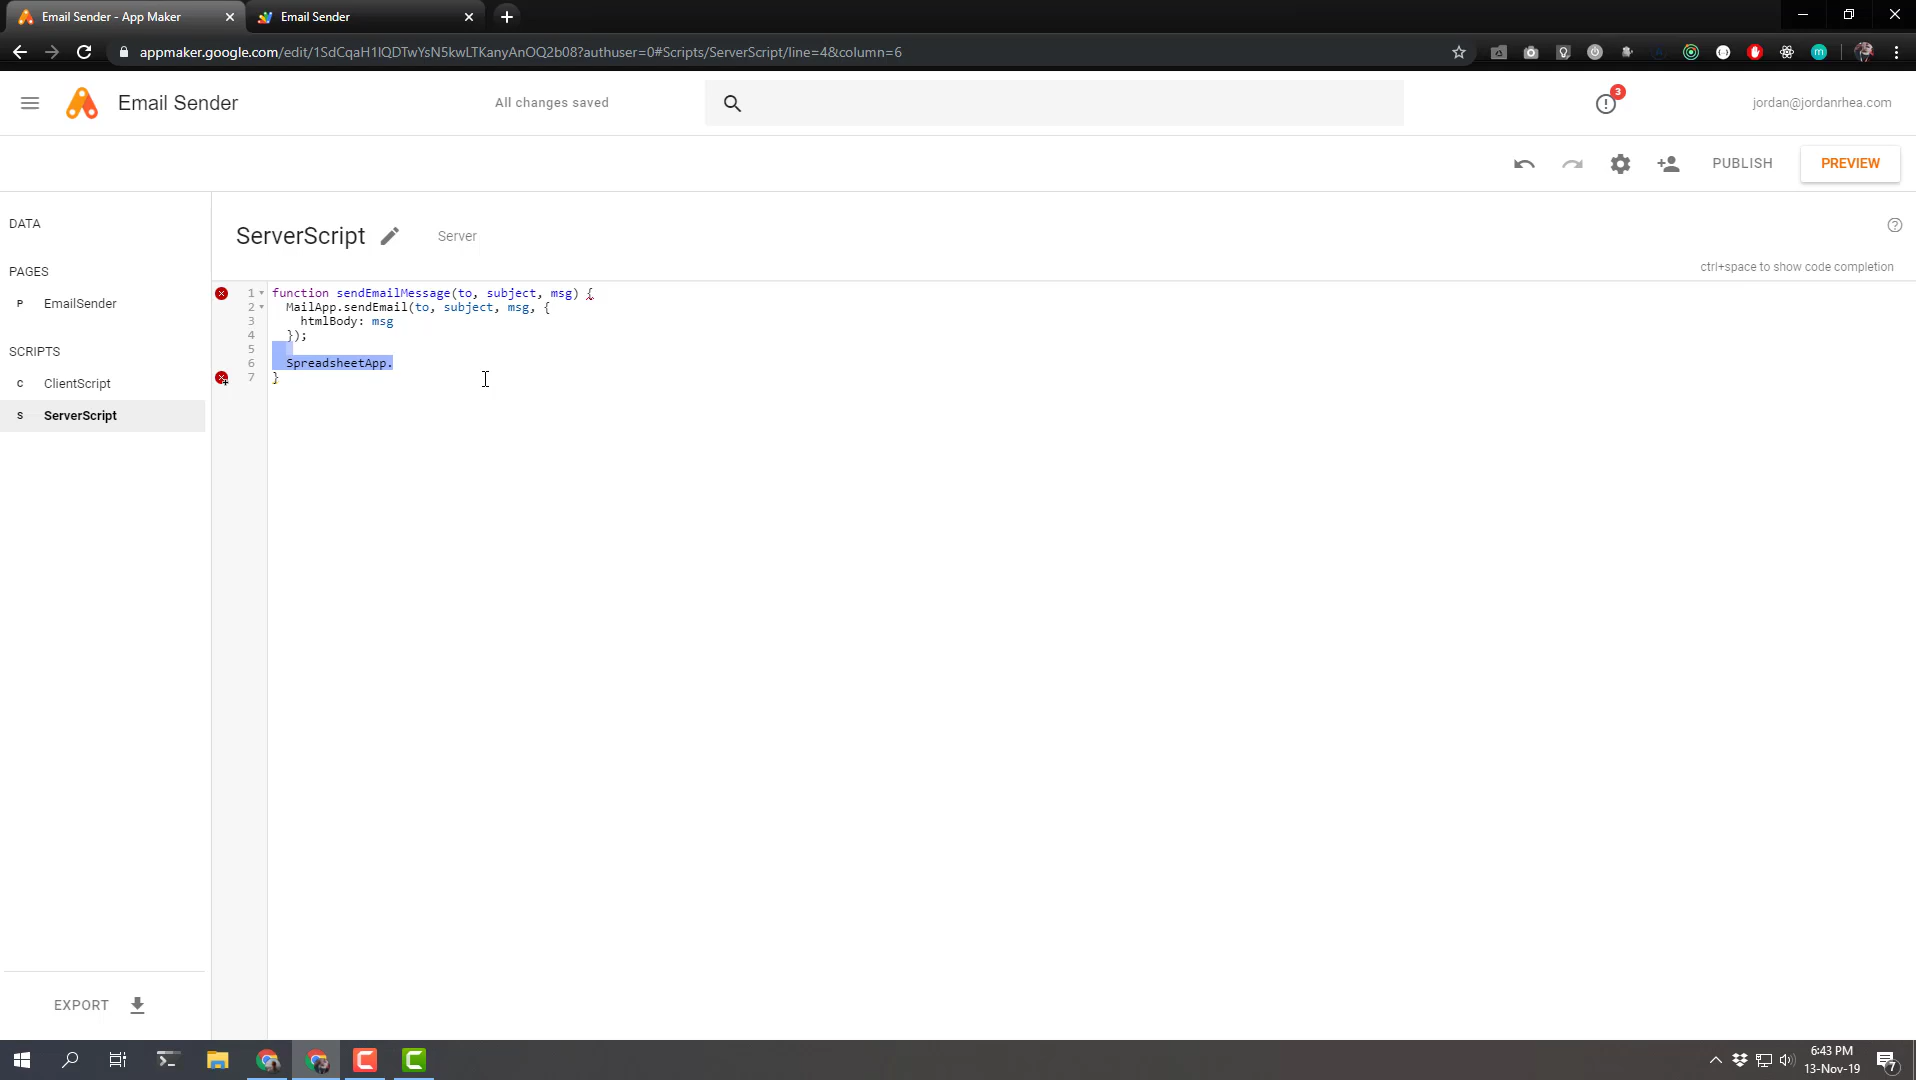 Email Sender - App Maker
Email Sender
appmaker.google.com/edit/1SdCqaH1lQDTwYsN5kwLTKanyAnOQ2b08?authuser=0#Scripts/ServerScript/line=4&column=6
Email Sender
All changes saved
3
jordan@jordanrhea.com
PUBLISH
PREVIEW
DATA
PAGES
P EmailSender
SCRIPTS
C ClientScript
S ServerScript
EXPORT
ServerScript
Server
ctrl+space to show code completion
1 function sendEmailMessage(to, subject, msg) {
2 MailApp.sendEmail(to, subject, msg, {
3 htmlBody: msg
4 });
5
6 SpreadsheetApp.
7 }
6:43 PM
13-Nov-19
7